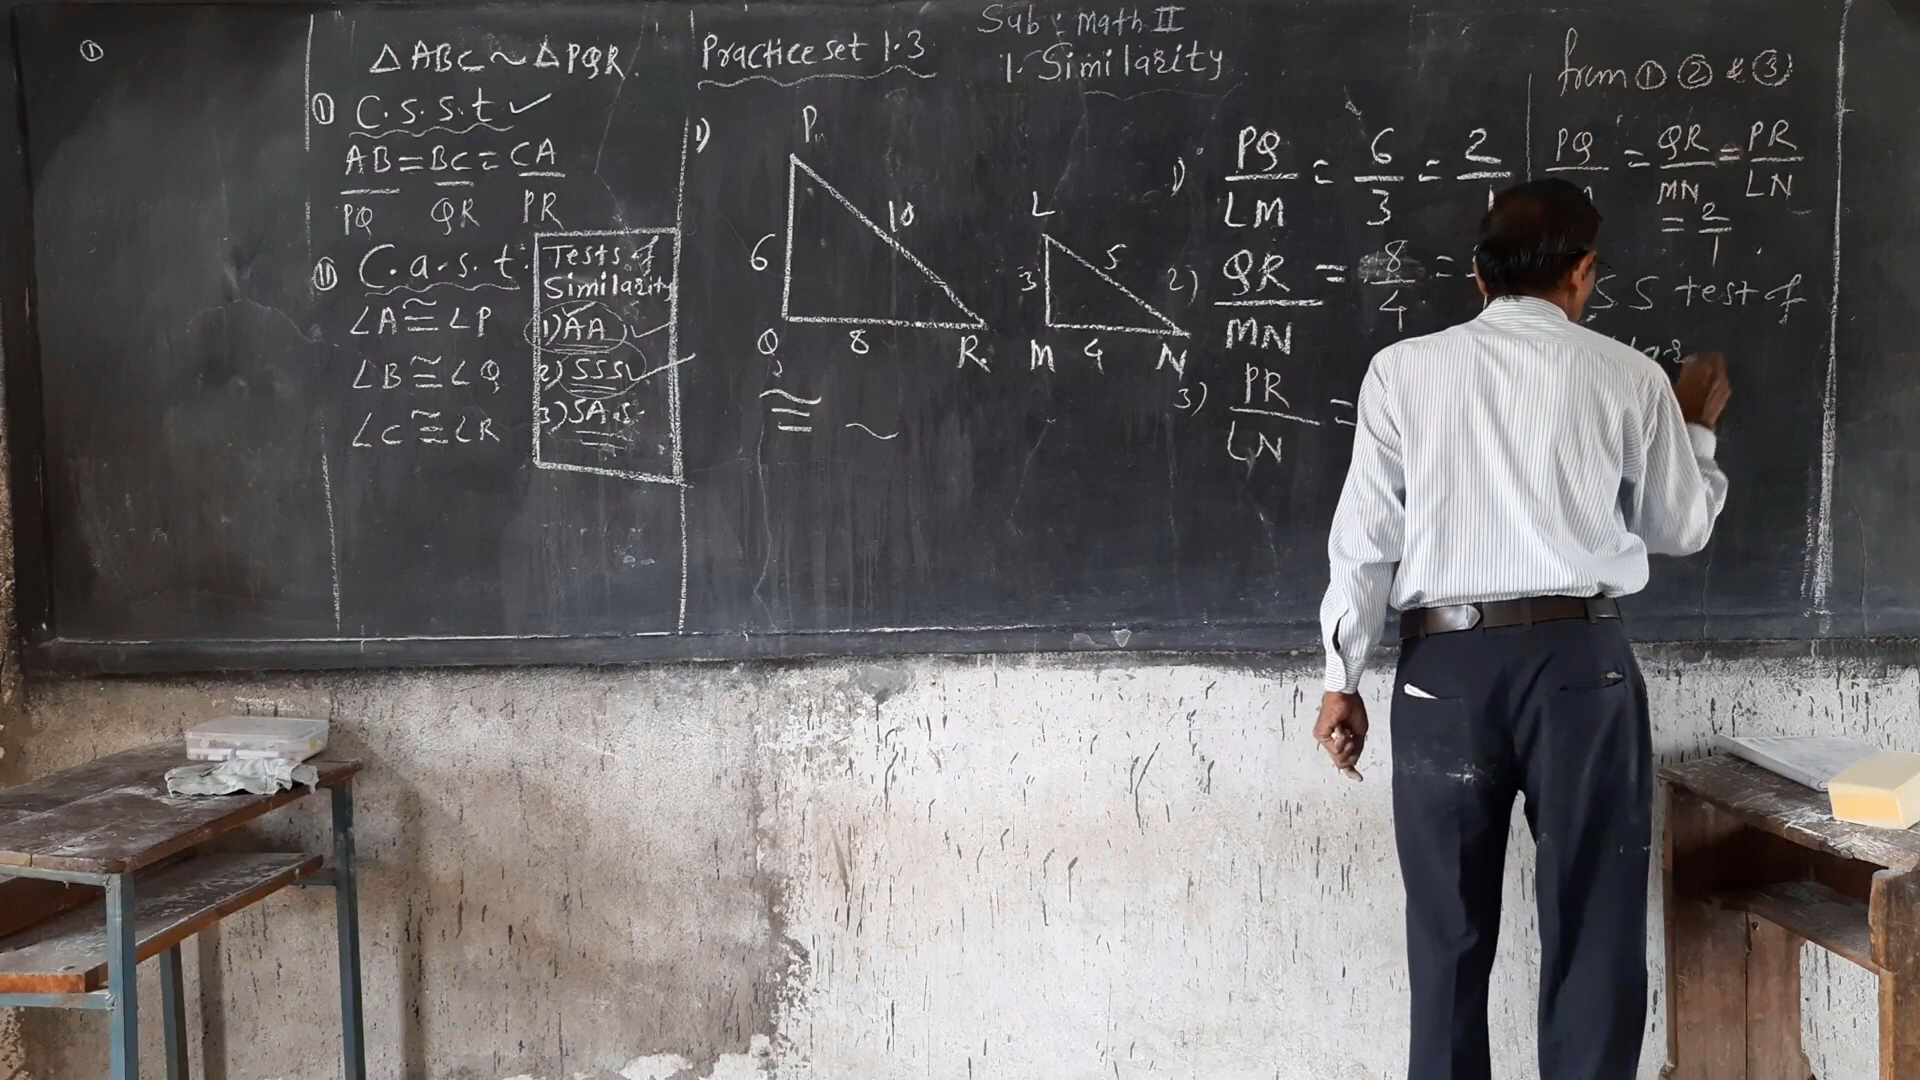 Sub : Math II
1. Similarity
①
△ABC ~ △PQR.
Ⓘ C.s.s.t ✓
AB = BC = CA
PQ QR PR
Ⓘⓘ C.a.s.t :
∠A ≅ ∠P
∠B ≅ ∠Q
∠C ≅ ∠R
Tests of
Similarity
1) AA ✓
2) SSS ✓
3) S.A.S.
Practice set 1.3
1)
P
6
10
Q
8
R
≅ ~
L
3
5
M
4
N
1) PQ/LM = 6/3 = 2
2) QR/MN = 8/4 =
3) PR/LN =
from ① ② & ③
PQ = QR/MN = PR/LN
= 2/1
S.S test of